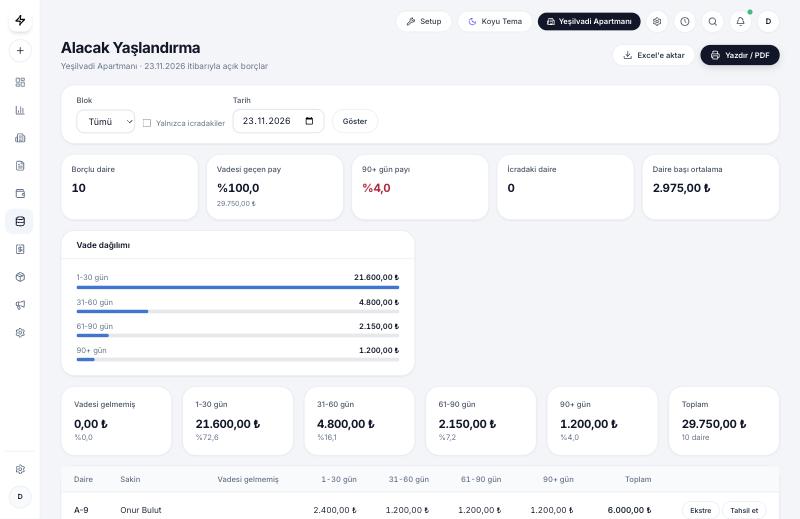 Setup
Koyu Tema
Yeşilvadi Apartmanı
D
Alacak Yaşlandırma
Yeşilvadi Apartmanı · 23.11.2026 itibarıyla açık borçlar
Excel'e aktar
Yazdır / PDF
Blok
Tümü
Yalnızca icradakiler
Tarih
23.11.2026
Göster
Borçlu daire
10
Vadesi geçen pay
%100,0
29.750,00 ₺
90+ gün payı
%4,0
İcradaki daire
0
Daire başı ortalama
2.975,00 ₺
Vade dağılımı
1-30 gün 21.600,00 ₺
31-60 gün 4.800,00 ₺
61-90 gün 2.150,00 ₺
90+ gün 1.200,00 ₺
Vadesi gelmemiş
0,00 ₺
%0,0
1-30 gün
21.600,00 ₺
%72,6
31-60 gün
4.800,00 ₺
%16,1
61-90 gün
2.150,00 ₺
%7,2
90+ gün
1.200,00 ₺
%4,0
Toplam
29.750,00 ₺
10 daire
Daire Sakin Vadesi gelmemiş 1-30 gün 31-60 gün 61-90 gün 90+ gün Toplam
A-9 Onur Bulut 2.400,00 ₺ 1.200,00 ₺ 1.200,00 ₺ 1.200,00 ₺ 6.000,00 ₺ Ekstre Tahsil et
D